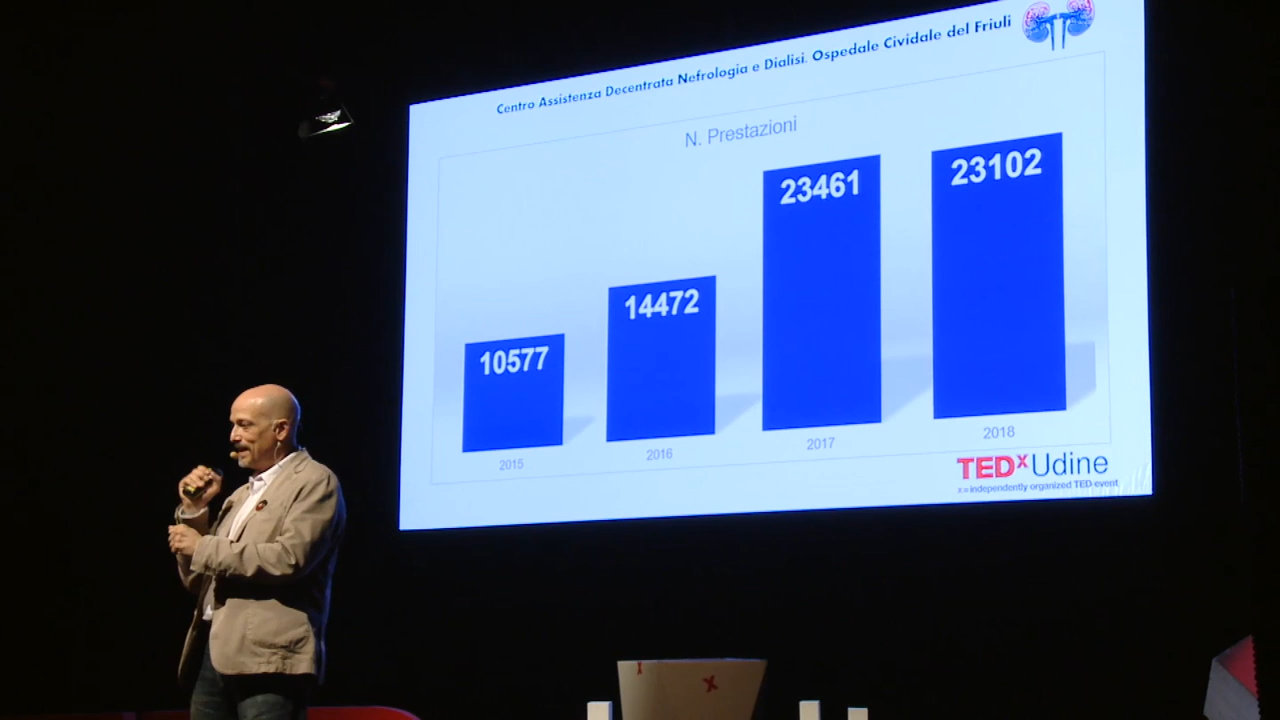 Centro Assistenza Decentrata Nefrologia e Dialisi. Ospedale Cividale del Friuli
N. Prestazioni
10577
14472
23461
23102
2015
2016
2017
2018
TEDxUdine
x = independently organized TED event
x